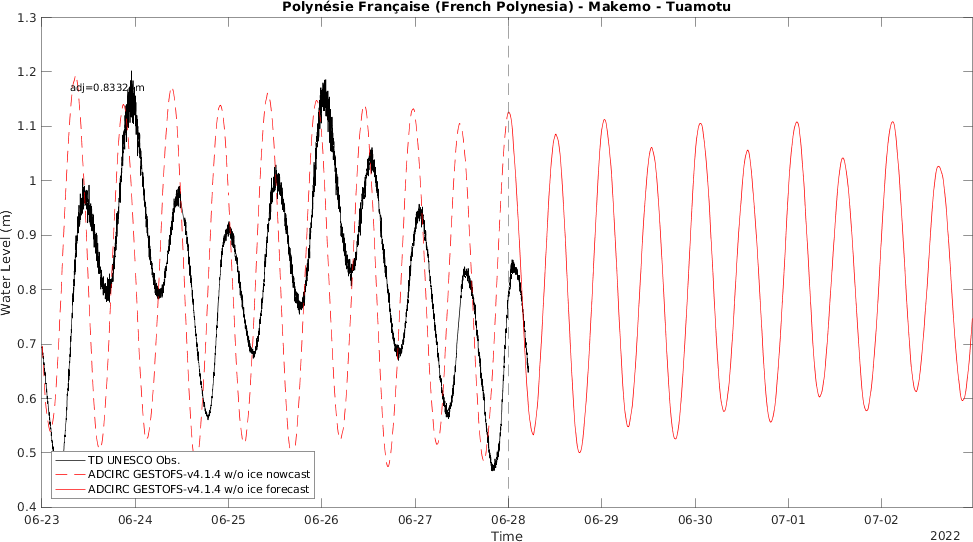 Polynésie Française (French Polynesia) - Makemo - Tuamotu
1.3
1.2
1.1
1
0.9
0.8
0.7
0.6
0.5
0.4
Water Level (m)
adj=0.8332 m
TD UNESCO Obs.
ADCIRC GESTOFS-v4.1.4 w/o ice nowcast
ADCIRC GESTOFS-v4.1.4 w/o ice forecast
06-23 06-24 06-25 06-26 06-27 06-28 06-29 06-30 07-01 07-02
Time
2022